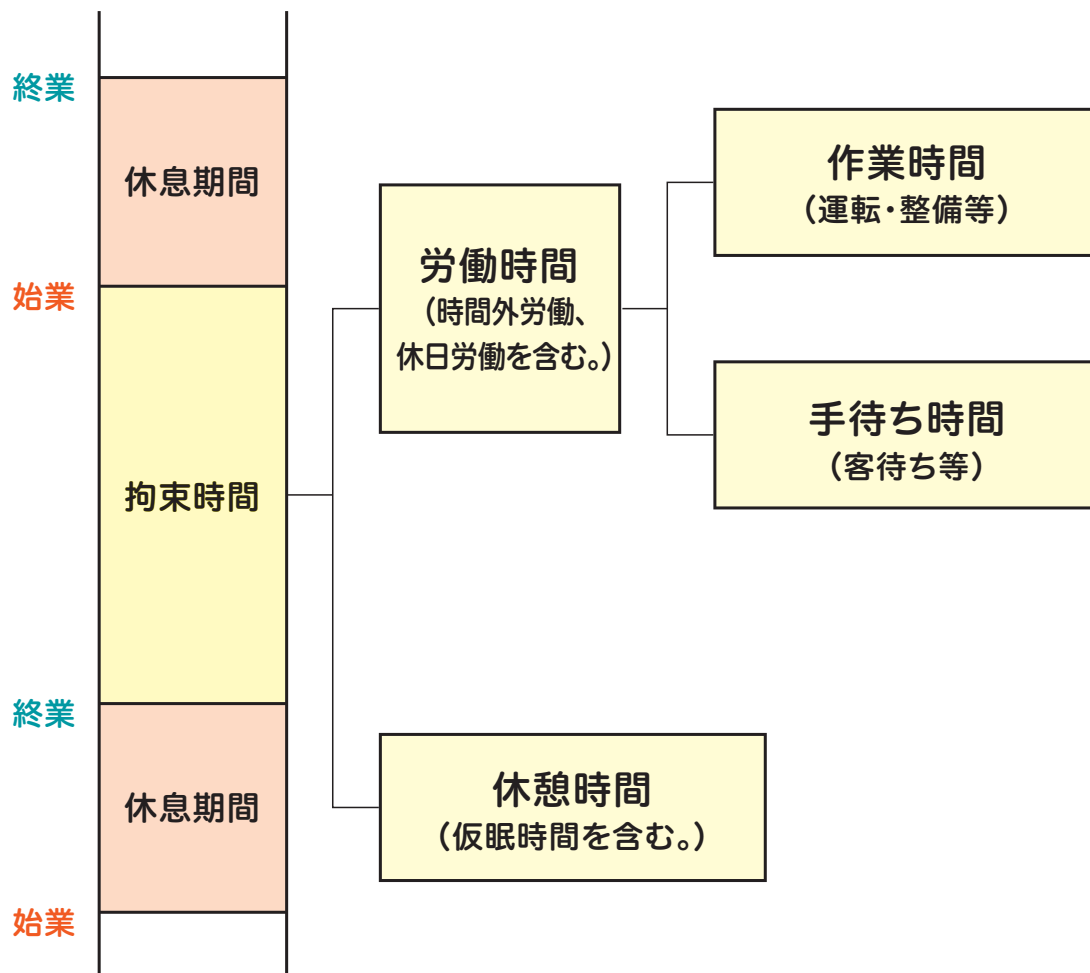 終業
休息期間
始業
拘束時間
終業
休息期間
始業
労働時間
（時間外労働、
休日労働を含む。）
作業時間
（運転・整備等）
手待ち時間
（客待ち等）
休憩時間
（仮眠時間を含む。）